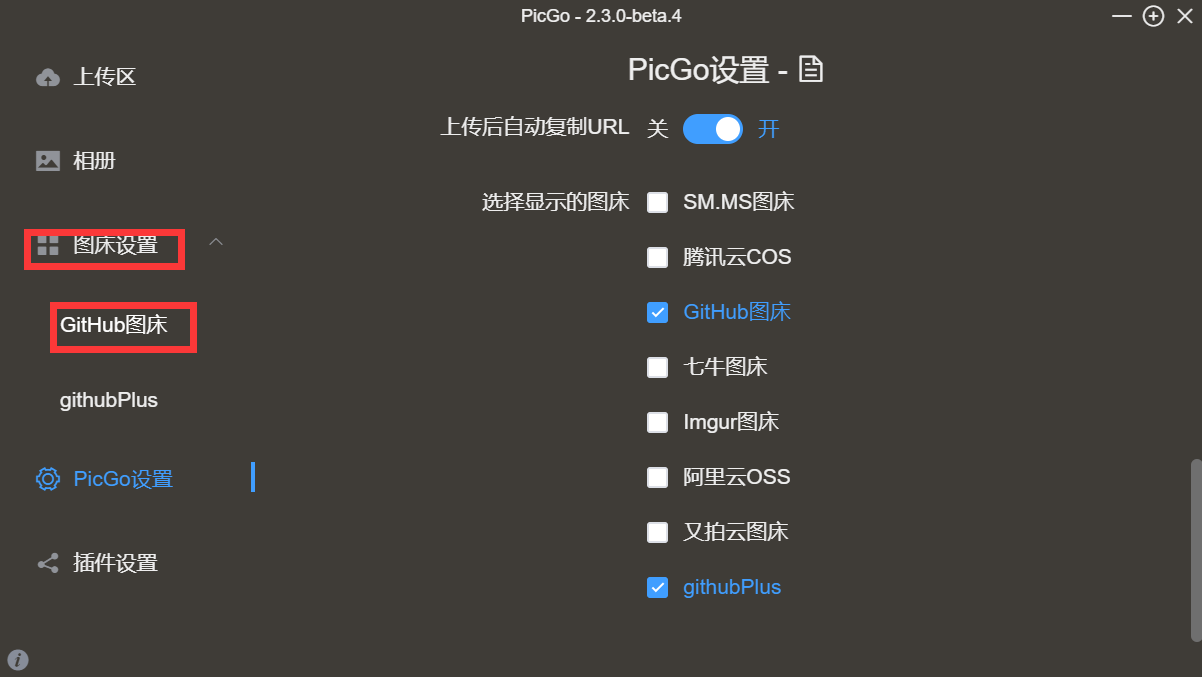 PicGo - 2.3.0-beta.4
上传区
相册
图床设置
GitHub图床
githubPlus
PicGo设置
插件设置
PicGo设置 -
上传后自动复制URL 关 开
选择显示的图床 SM.MS图床
腾讯云COS
GitHub图床
七牛图床
Imgur图床
阿里云OSS
又拍云图床
githubPlus